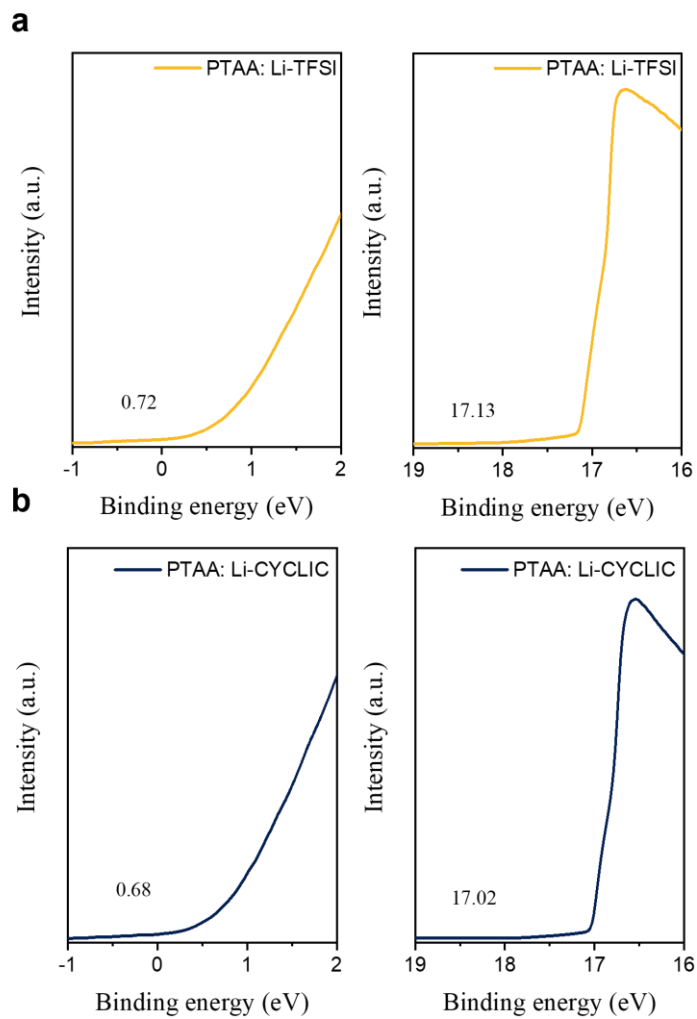 a
PTAA: Li-TFSI
Intensity (a.u.)
0.72
-1 0 1 2
Binding energy (eV)
PTAA: Li-TFSI
Intensity (a.u.)
17.13
19 18 17 16
Binding energy (eV)
b
PTAA: Li-CYCLIC
Intensity (a.u.)
0.68
-1 0 1 2
Binding energy (eV)
PTAA: Li-CYCLIC
Intensity (a.u.)
17.02
19 18 17 16
Binding energy (eV)